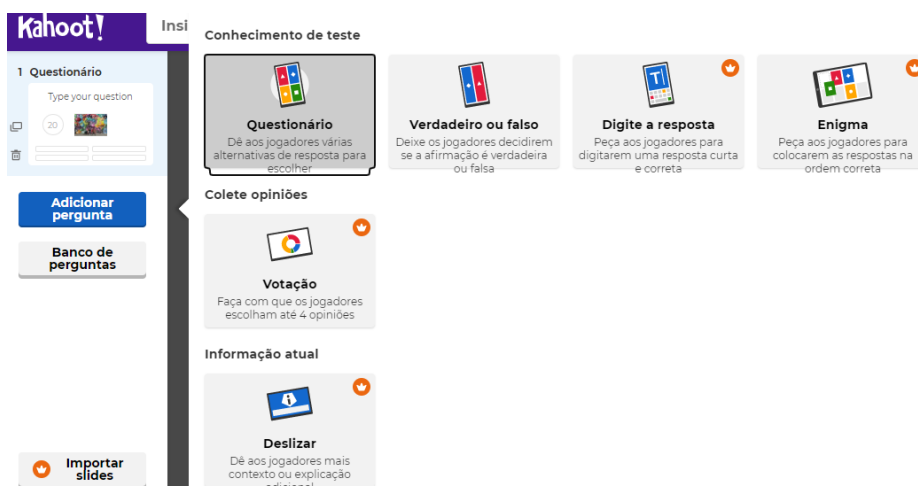 Kahoot!
Insi
1 Questionário
Type your question
20
Adicionar
pergunta
Banco de
perguntas
Importar
slides
Conhecimento de teste
Questionário
Dê aos jogadores várias
alternativas de resposta para
escolher
Verdadeiro ou falso
Deixe os jogadores decidirem
se a afirmação é verdadeira
ou falsa
T
Digite a resposta
Peça aos jogadores para
digitarem uma resposta curta
e correta
Enigma
Peça aos jogadores para
colocarem as respostas na
ordem correta
Colete opiniões
Votação
Faça com que os jogadores
escolham até 4 opiniões
Informação atual
Deslizar
Dê aos jogadores mais
contexto ou explicação
adicional